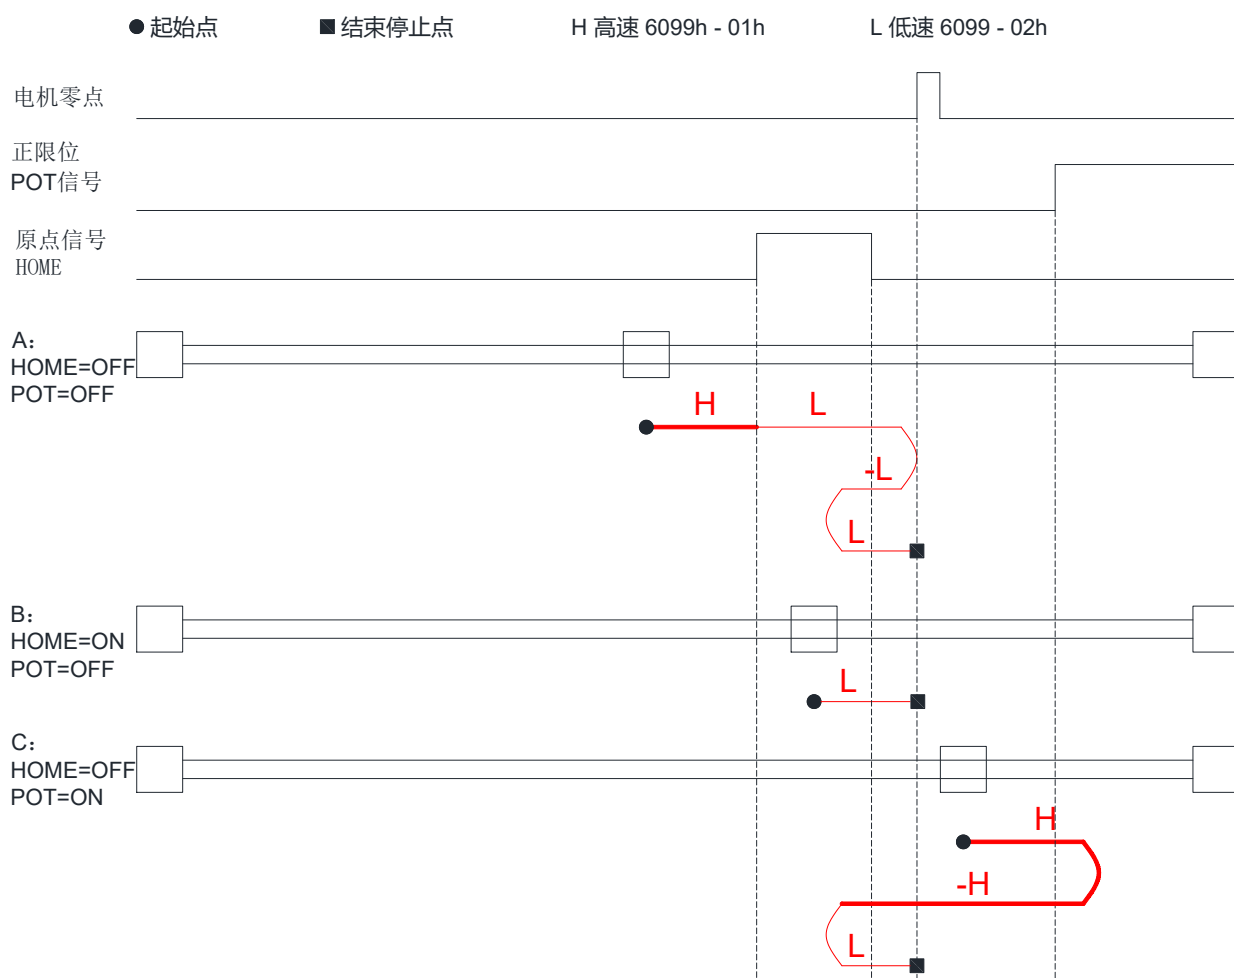 起始点 结束停止点 H 高速 6099h - 01h L 低速 6099 - 02h
电机零点
正限位
POT信号
原点信号
HOME
A：
HOME=OFF
POT=OFF
H L
-L
L
B：
HOME=ON
POT=OFF
L
C：
HOME=OFF
POT=ON
H
-H
L